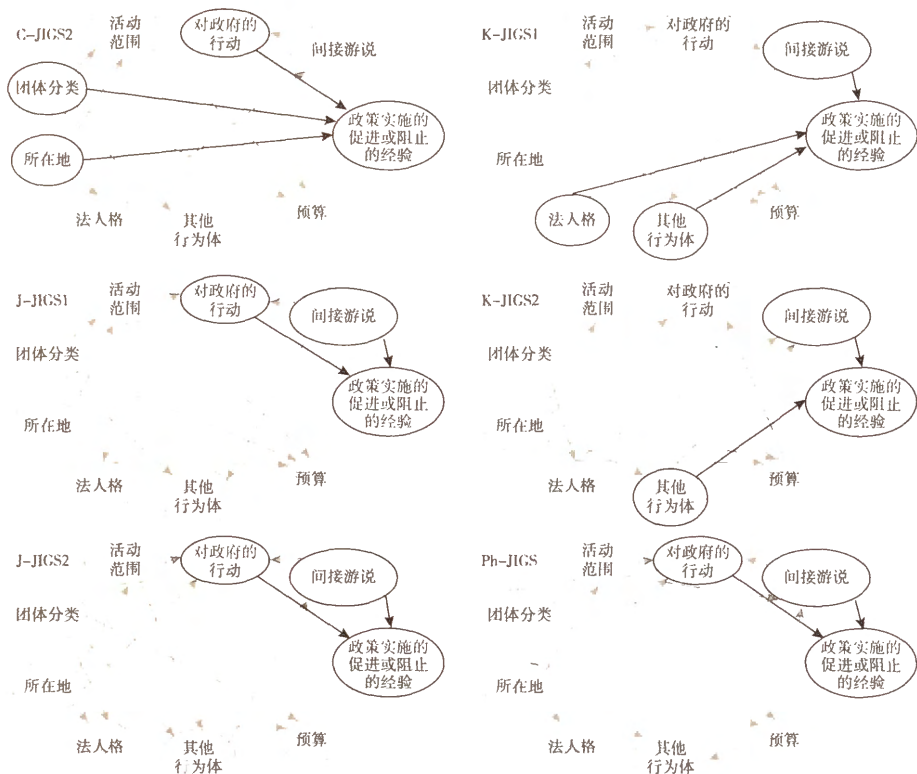 C-JIGS2
活动
范围
对政府的
行动
间接游说
团体分类
政策实施的
促进或阻止
的经验
所在地
法人格
其他
行为体
预算
K-JIGS1
活动
范围
对政府的
行动
间接游说
团体分类
政策实施的
促进或阻止
的经验
所在地
法人格
其他
行为体
预算
J-JIGS1
活动
范围
对政府的
行动
间接游说
团体分类
政策实施的
促进或阻止
的经验
所在地
法人格
其他
行为体
预算
K-JIGS2
活动
范围
对政府的
行动
间接游说
团体分类
政策实施的
促进或阻止
的经验
所在地
法人格
其他
行为体
预算
J-JIGS2
活动
范围
对政府的
行动
间接游说
团体分类
政策实施的
促进或阻止
的经验
所在地
法人格
其他
行为体
预算
Ph-JIGS
活动
范围
对政府的
行动
间接游说
团体分类
政策实施的
促进或阻止
的经验
所在地
法人格
其他
行为体
预算